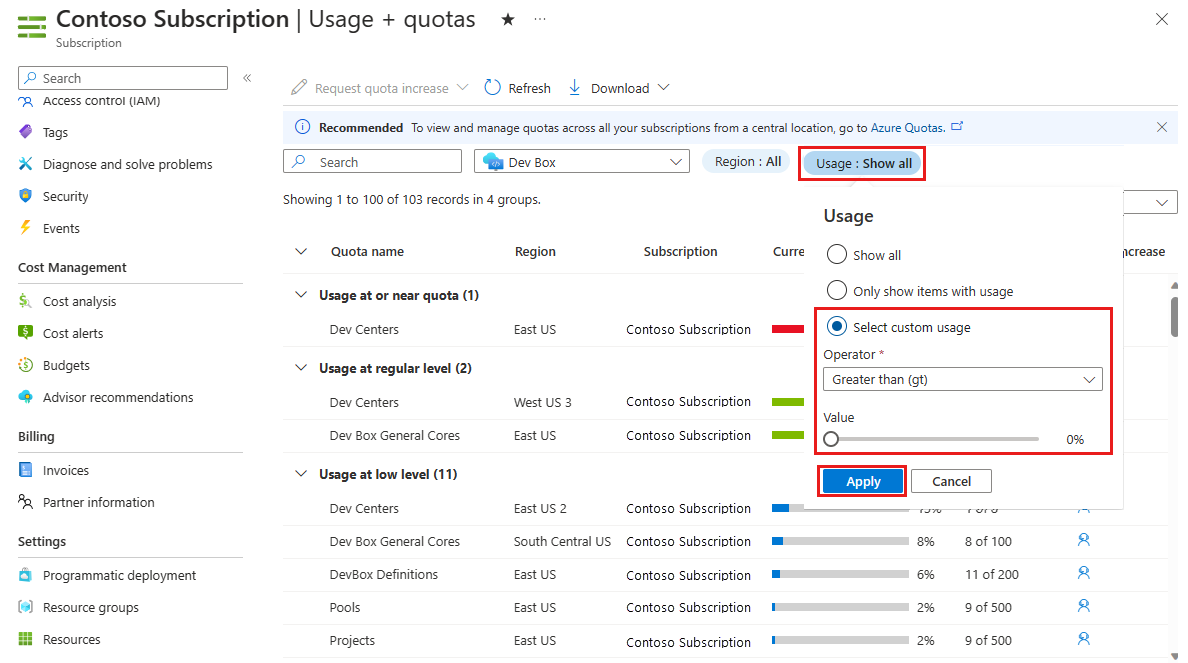 Contoso Subscription | Usage + quotas ★ ···
Subscription
Search
«
Access control (IAM)
Tags
Diagnose and solve problems
Security
Events
Cost Management
Cost analysis
Cost alerts
Budgets
Advisor recommendations
Billing
Invoices
Partner information
Settings
Programmatic deployment
Resource groups
Resources
Request quota increase Refresh Download
Recommended To view and manage quotas across all your subscriptions from a central location, go to Azure Quotas.
Search Dev Box Region : All Usage : Show all
Showing 1 to 100 of 103 records in 4 groups.
Quota name Region Subscription
Usage at or near quota (1)
Dev Centers East US Contoso Subscription
Usage at regular level (2)
Dev Centers West US 3 Contoso Subscription
Dev Box General Cores East US Contoso Subscription
Usage at low level (11)
Dev Centers East US 2 Contoso Subscription
Dev Box General Cores South Central US Contoso Subscription 8% 8 of 100
DevBox Definitions East US Contoso Subscription 6% 11 of 200
Pools East US Contoso Subscription 2% 9 of 500
Projects East US Contoso Subscription 2% 9 of 500
Usage
Show all
Only show items with usage
Select custom usage
Operator *
Greater than (gt)
Value
0%
Apply Cancel